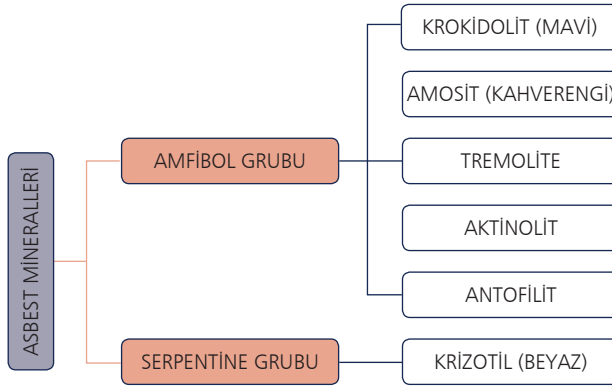 ASBEST MİNERALLERİ
AMFİBOL GRUBU
KROKİDOLİT (MAVİ)
AMOSİT (KAHVERENGİ)
TREMOLİTE
AKTİNOLİT
ANTOFİLİT
SERPENTİNE GRUBU
KRİZOTİL (BEYAZ)